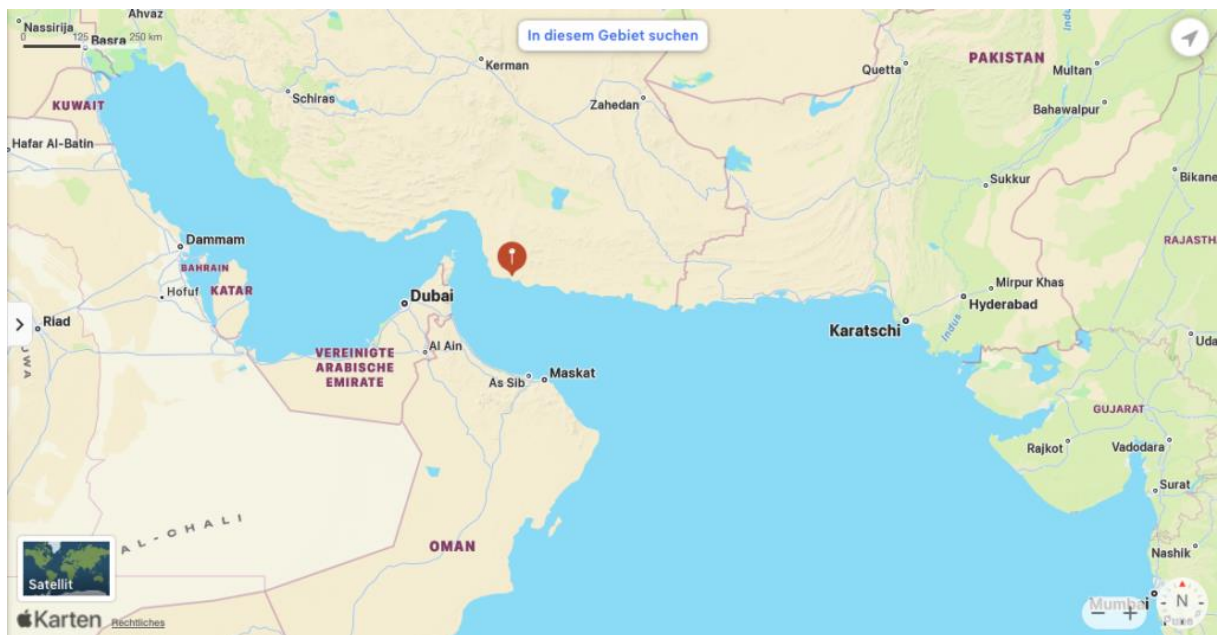 Nassirija
Ahvaz
0 125 250 km
Basra
In diesem Gebiet suchen
Kerman
Quetta
PAKISTAN
Multan
KUWAIT
Schiras
Zahedan
Bahawalpur
Hafar Al-Batin
Sukkur
Bikane
Dammam
RAJASTHA
BAHRAIN
Hofuf
KATAR
Dubai
Mirpur Khas
Hyderabad
Riad
Karatschi
Indus
Uda
VEREINIGTE
ARABISCHE
EMIRATE
Al Ain
As Sib
Maskat
GUJARAT
Rajkot
Vadodara
Surat
AL-CHALI
OMAN
Nashik
Satellit
Mumbai
N
Karten
Rechtliches
Pune